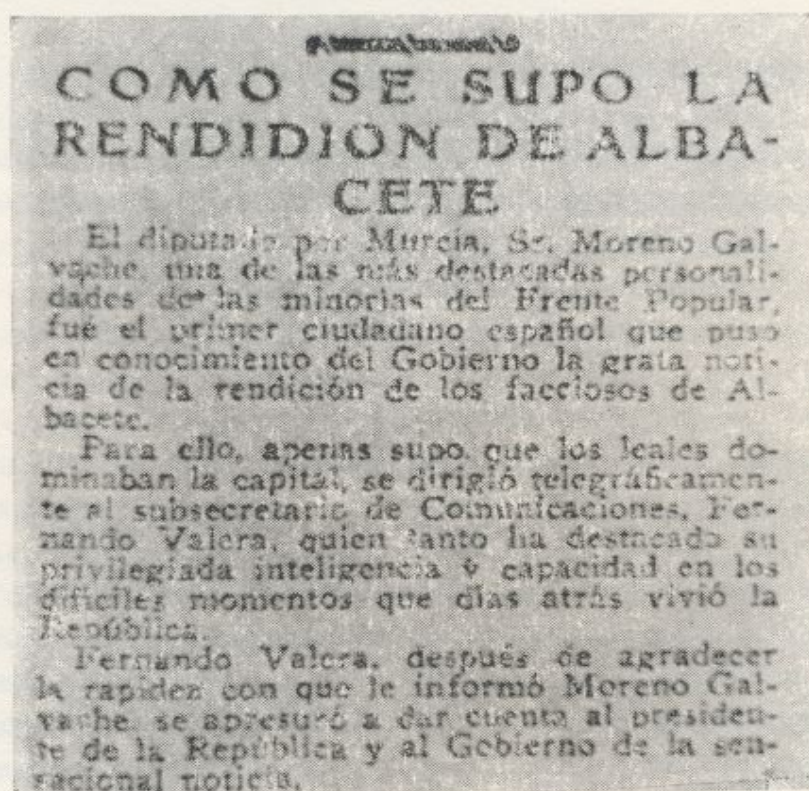 COMO SE SUPO LA
RENDIDION DE ALBA-
CETE
El diputado por Murcia, Sr. Moreno Gal-
vache, una de las más destacadas personali-
dades de las minorías del Frente Popular,
fué el primer ciudadano español que puso
en conocimiento del Gobierno la grata noti-
cia de la rendición de los facciosos de Al-
bacete.
Para ello, apenas supo que los leales do-
minaban la capital, se dirigió telegráficamen-
te al subsecretario de Comunicaciones, Fer-
nando Valera, quien tanto ha destacado su
privilegiada inteligencia y capacidad en los
difíciles momentos que días atrás vivió la
República.
Fernando Valera, después de agradecer
la rapidez con que le informó Moreno Gal-
vache, se apresuró a dar cuenta al presiden-
te de la República y al Gobierno de la sen-
sacional noticia.